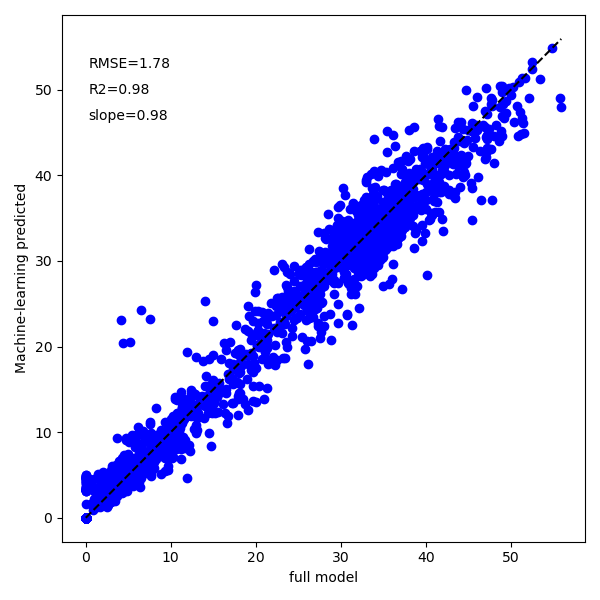 RMSE=1.78
R2=0.98
slope=0.98
50
40
30
20
10
0
Machine-learning predicted
0 10 20 30 40 50
full model